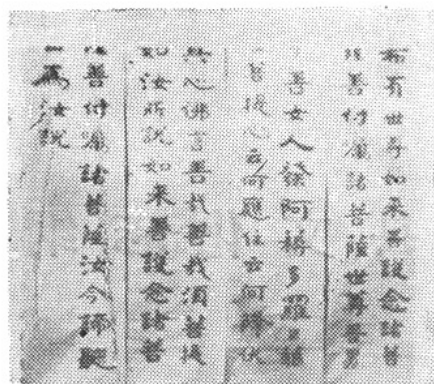 希有世尊如来善護念諸菩
薩善付囑諸菩薩世尊善男
善女人發阿耨多羅三藐
菩提心云何應住云何降伏
其心佛言善哉善哉須菩提
如汝所說如来善護念諸菩
薩善付囑諸菩薩汝今諦聽
為汝說